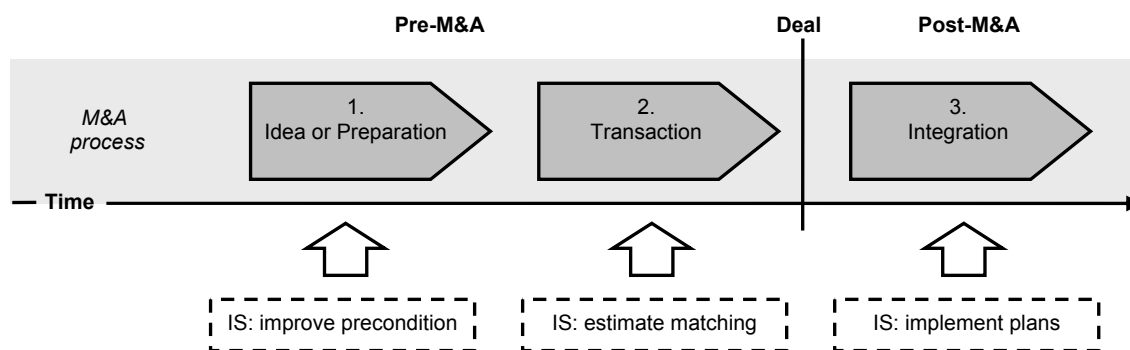 Pre-M&A
Deal
Post-M&A
M&A
process
1.
Idea or Preparation
2.
Transaction
3.
Integration
Time
IS: improve precondition
IS: estimate matching
IS: implement plans